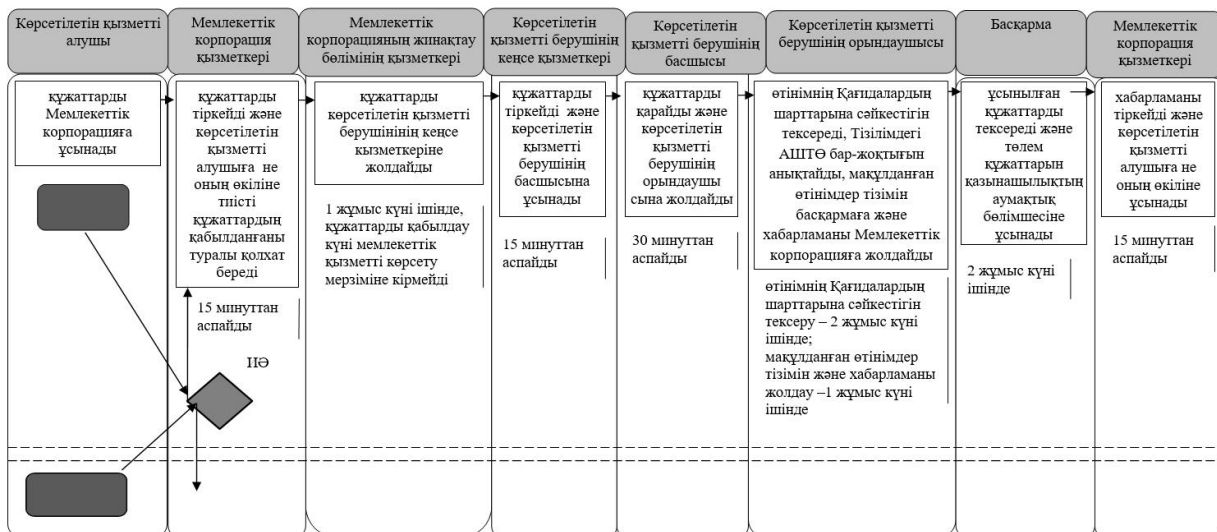 Көрсетілетін қызметті
алушы
Мемлекеттік
корпорация
қызметкері
Мемлекеттік
корпорацияның жинақтау
бөлімінің қызметкері
Көрсетілетін
қызметті берушінің
кеңсе қызметкері
Көрсетілетін
қызметті берушінің
басшысы
Көрсетілетін қызметті
берушінің орындаушысы
Басқарма
Мемлекеттік
корпорация
қызметкері
құжаттарды
Мемлекеттік
корпорацияға
ұсынады
құжаттарды
тіркейді және
көрсетілетін
қызметті
алушыға не
оның өкіліне
тиісті
құжаттардың
қабылданғаны
туралы қолхат
береді
15 минуттан
аспайды
ИӘ
құжаттарды
көрсетілетін қызметті
берушінінің кеңсе
қызметкеріне
жолдайды
1 жұмыс күні ішінде,
құжаттарды қабылдау
күні мемлекеттік
қызметті көрсету
мерзіміне кірмейді
құжаттарды
тіркейді және
көрсетілетін
қызметті
берушінің
басшысына
ұсынады
15 минуттан
аспайды
құжаттарды
қарайды және
көрсетілетін
қызметті
берушінің
орындаушы
сына жолдайды
30 минуттан
аспайды
өтінімнің Қағидалардың
шарттарына сәйкестігін
тексереді, Тізілімдегі
АШТӨ бар-жоқтығын
анықтайды, мақұлданған
өтінімдер тізімін
басқармаға және
хабарламаны Мемлекеттік
корпорацияға жолдайды
өтінімнің Қағидалардың
шарттарына сәйкестігін
тексеру – 2 жұмыс күні
ішінде;
мақұлданған өтінімдер
тізімін және хабарламаны
жолдау –1 жұмыс күні
ішінде
ұсынылған
құжаттарды
тексереді және
төлем
құжаттарын
қазынашылықтың
аумақтық
бөлімшесіне
ұсынады
2 жұмыс күні
ішінде
хабарламаны
тіркейді және
көрсетілетін
қызметті
алушыға не
оның өкіліне
ұсынады
15 минуттан
аспайды